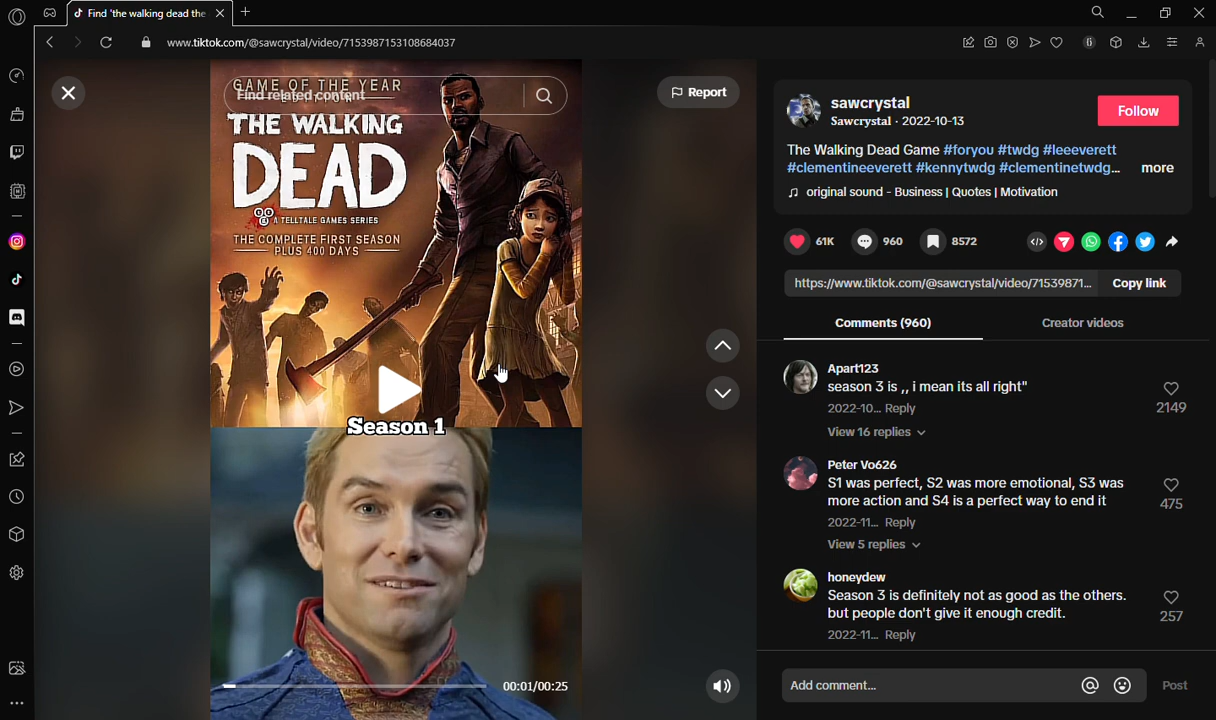 Find 'the walking dead the
www.tiktok.com/@sawcrystal/video/7153987153108684037
GAME OF THE YEAR
Find related content
THE WALKING
DEAD
A TELLTALE GAMES SERIES
THE COMPLETE FIRST SEASON
PLUS 400 DAYS
Season 1
00:01/00:25
Report
sawcrystal
Sawcrystal · 2022-10-13
Follow
The Walking Dead Game #foryou #twdg #leeeverett
#clementineeverett #kennytwdg #clementinetwdg... more
original sound - Business | Quotes | Motivation
61K 960 8572
https://www.tiktok.com/@sawcrystal/video/71539871... Copy link
Comments (960) Creator videos
Apart123
season 3 is ,, i mean its all right"
2022-10... Reply
2149
View 16 replies
Peter Vo626
S1 was perfect, S2 was more emotional, S3 was
more action and S4 is a perfect way to end it
475
2022-11... Reply
View 5 replies
honeydew
Season 3 is definitely not as good as the others.
but people don't give it enough credit.
257
2022-11... Reply
Add comment... Post